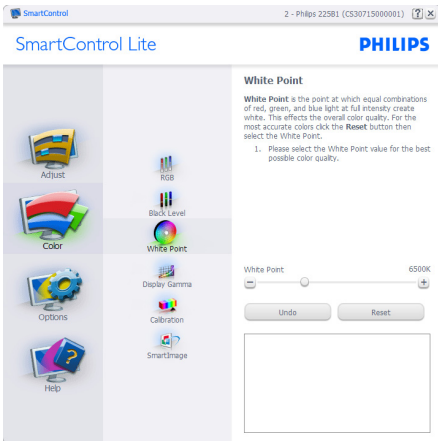 SmartControl
2 - Philips 225B1 (CS30715000001)
SmartControl Lite
PHILIPS
Adjust
Color
Options
Help
RGB
Black Level
White Point
Display Gamma
Calibration
SmartImage
White Point
White Point is the point at which equal combinations
of red, green, and blue light at full intensity create
white. This effects the overall color quality. For the
most accurate colors click the Reset button then
select the White Point.
1. Please select the White Point value for the best
possible color quality.
White Point 6500K
Undo Reset